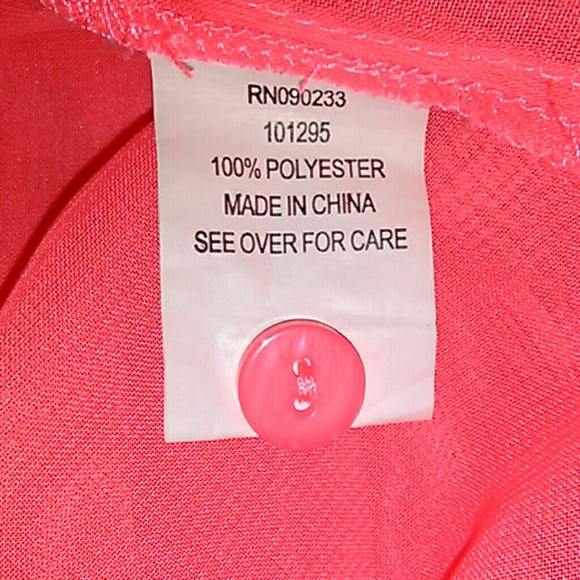 RN090233
101295
100% POLYESTER
MADE IN CHINA
SEE OVER FOR CARE